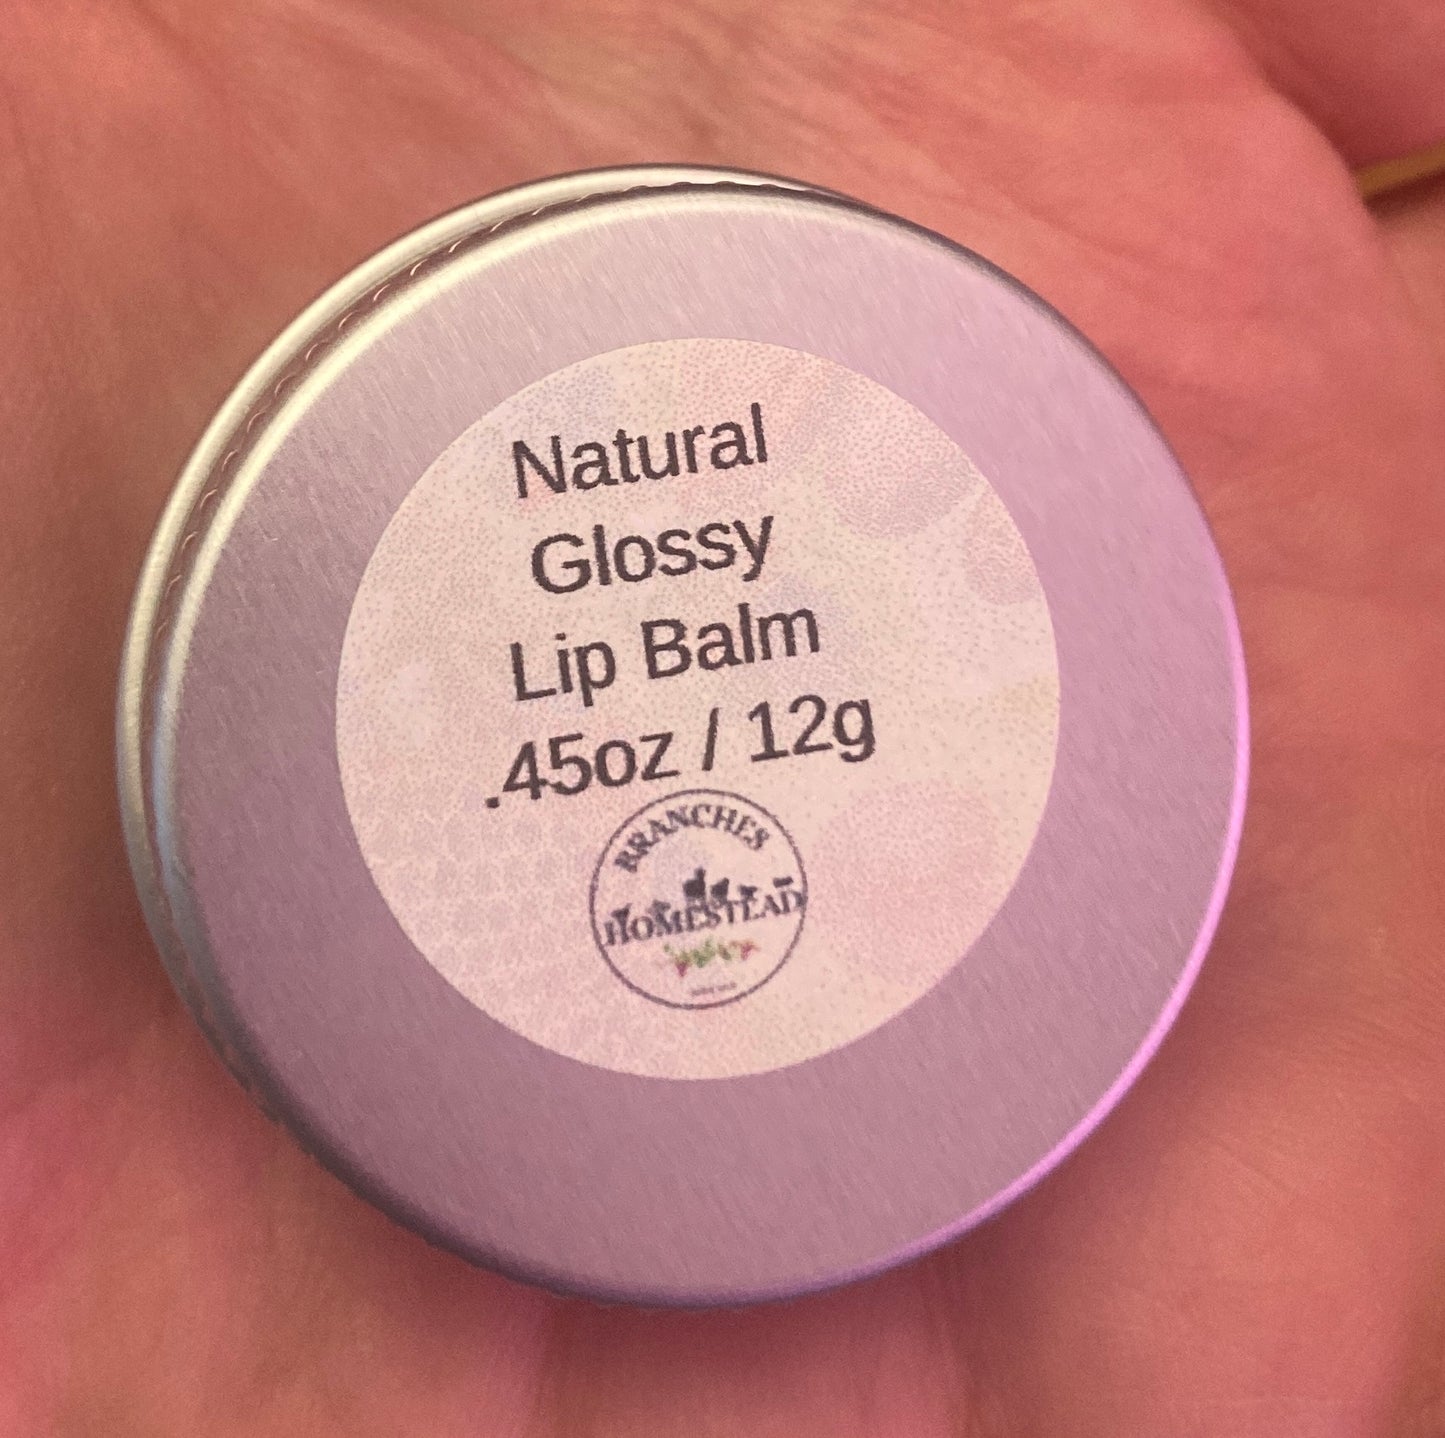 Natural
Glossy
Lip Balm
.45oz / 12g
BRANCHES
HOMESTEAD